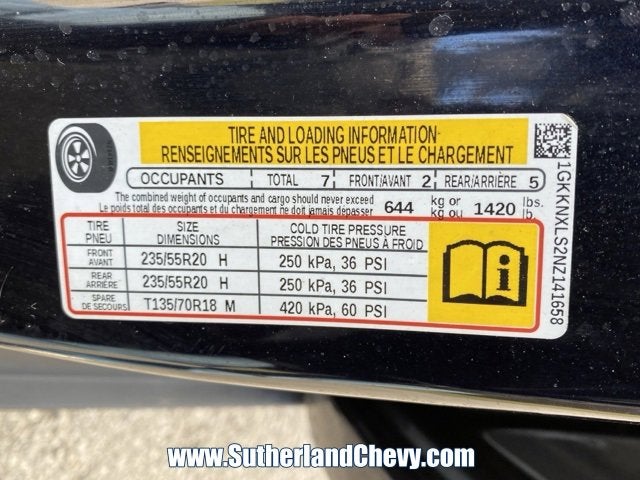 TIRE AND LOADING INFORMATION
RENSEIGNEMENTS SUR LES PNEUS ET LE CHARGEMENT
OCCUPANTS TOTAL 7 FRONT/AVANT 2 REAR/ARRIÈRE 5
The combined weight of occupants and cargo should never exceed
Le poids total des occupants et du chargement ne doit jamais dépasser
644 kg or kg ou 1420 lbs. lb.
TIRE PNEU SIZE DIMENSIONS COLD TIRE PRESSURE PRESSION DES PNEUS À FROID
FRONT AVANT 235/55R20 H 250 kPa, 36 PSI
REAR ARRIÈRE 235/55R20 H 250 kPa, 36 PSI
SPARE DE SECOURS T135/70R18 M 420 kPa, 60 PSI
1GKKNXLS2NZ141658
www.SutherlandChevy.com